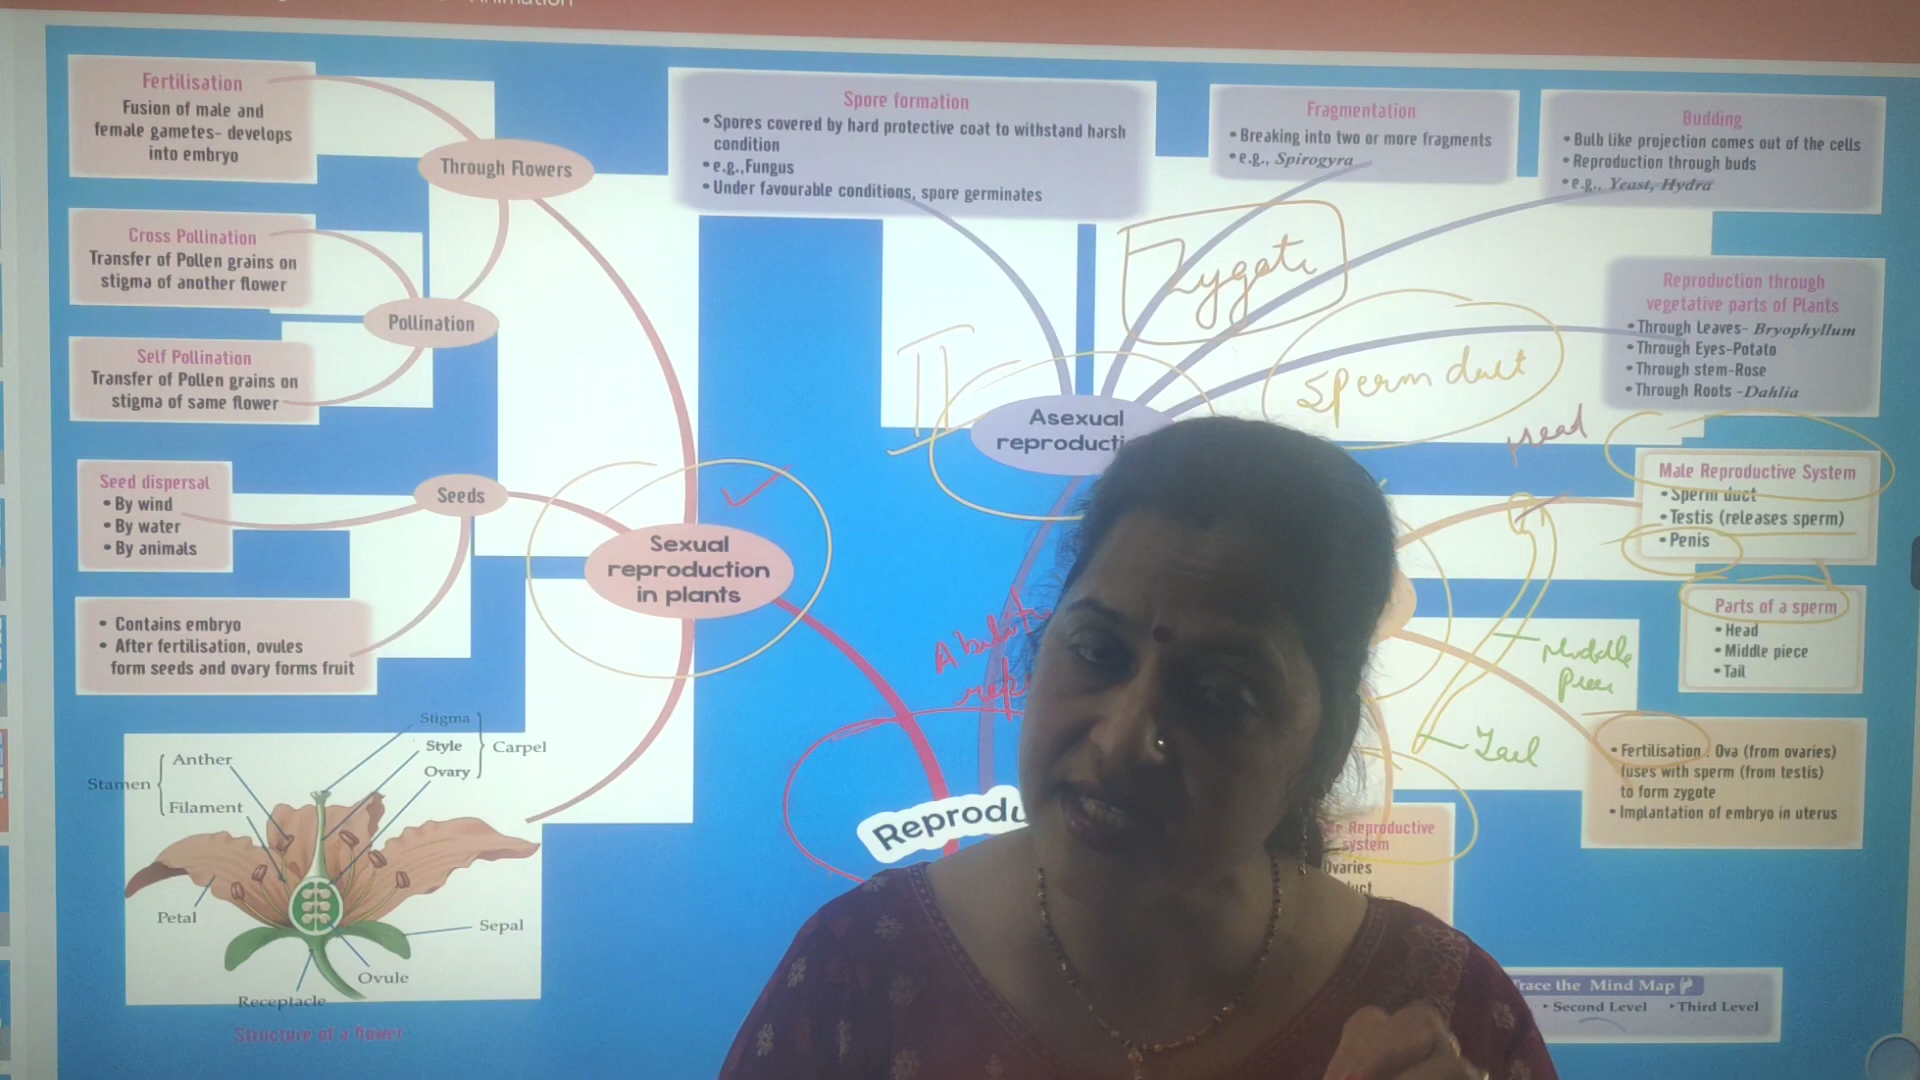 Animation
Fertilisation
Fusion of male and
female gametes- develops
into embryo
Through Flowers
Cross Pollination
Transfer of Pollen grains on
stigma of another flower
Pollination
Self Pollination
Transfer of Pollen grains on
stigma of same flower
Seed dispersal
• By wind
• By water
• By animals
Seeds
• Contains embryo
• After fertilisation, ovules
form seeds and ovary forms fruit
Sexual
reproduction
in plants
Stigma
Style
Ovary
Carpel
Anther
Stamen
Filament
Petal
Sepal
Ovule
Receptacle
Structure of a flower
Spore formation
• Spores covered by hard protective coat to withstand harsh
condition
• e.g.,Fungus
• Under favourable conditions, spore germinates
Fragmentation
• Breaking into two or more fragments
• e.g., Spirogyra
Budding
• Bulb like projection comes out of the cells
• Reproduction through buds
• e.g., Yeast, Hydra
Zygote
Reproduction through
vegetative parts of Plants
• Through Leaves- Bryophyllum
• Through Eyes-Potato
• Through stem-Rose
• Through Roots -Dahlia
II
Sperm duct
Asexual
reproducti
Head
Male Reproductive System
• Sperm duct
• Testis (releases sperm)
• Penis
Parts of a sperm
• Head
• Middle piece
• Tail
Middle
piece
Tail
• Fertilisation : Ova (from ovaries)
fuses with sperm (from testis)
to form zygote
• Implantation of embryo in uterus
Reprodu
Reproductive
system
Ovaries
uct
Trace the Mind Map
• Second Level • Third Level